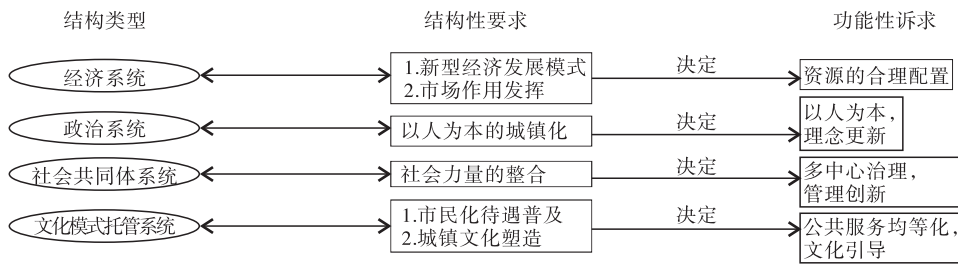 结构类型 结构性要求 功能性诉求
经济系统
1.新型经济发展模式
2.市场作用发挥
决定
资源的合理配置
政治系统
以人为本的城镇化
决定
以人为本，
理念更新
社会共同体系统
社会力量的整合
决定
多中心治理，
管理创新
文化模式托管系统
1.市民化待遇普及
2.城镇文化塑造
决定
公共服务均等化，
文化引导